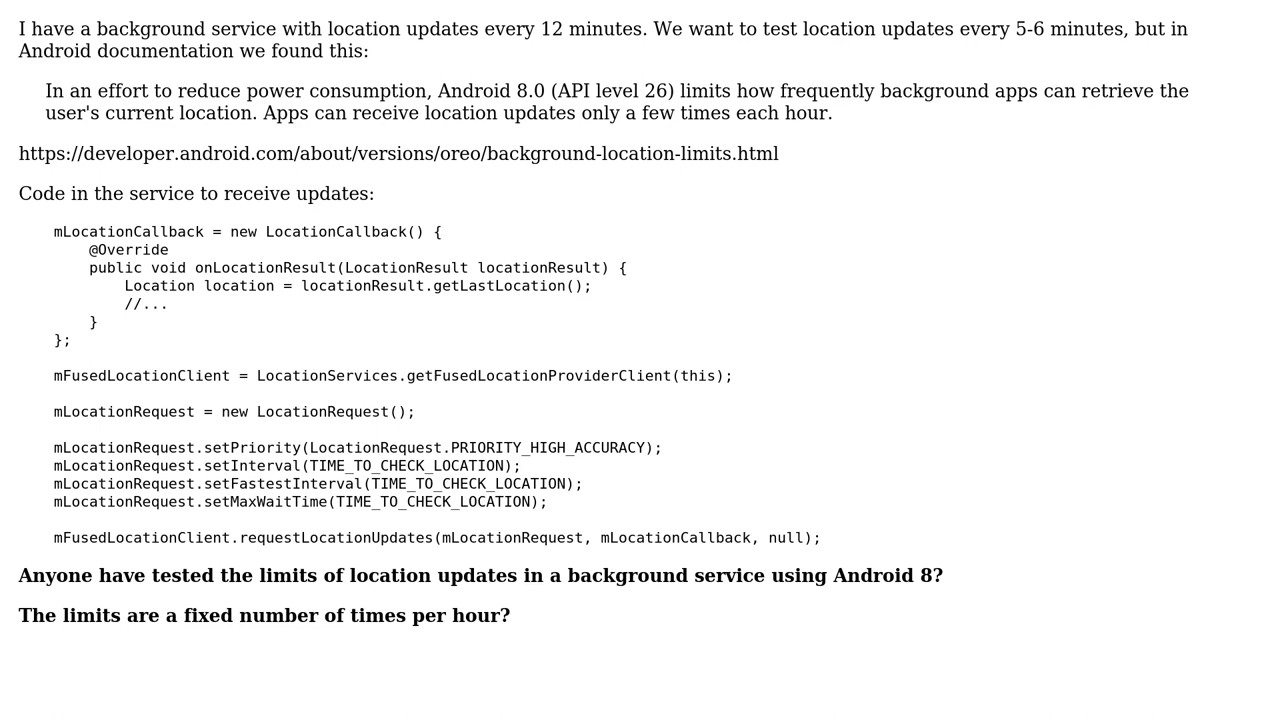 I have a background service with location updates every 12 minutes. We want to test location updates every 5-6 minutes, but in
Android documentation we found this:
In an effort to reduce power consumption, Android 8.0 (API level 26) limits how frequently background apps can retrieve the
user's current location. Apps can receive location updates only a few times each hour.
https://developer.android.com/about/versions/oreo/background-location-limits.html
Code in the service to receive updates:
mLocationCallback = new LocationCallback() {
    @Override
    public void onLocationResult(LocationResult locationResult) {
        Location location = locationResult.getLastLocation();
        //...
    }
};
mFusedLocationClient = LocationServices.getFusedLocationProviderClient(this);
mLocationRequest = new LocationRequest();
mLocationRequest.setPriority(LocationRequest.PRIORITY_HIGH_ACCURACY);
mLocationRequest.setInterval(TIME_TO_CHECK_LOCATION);
mLocationRequest.setFastestInterval(TIME_TO_CHECK_LOCATION);
mLocationRequest.setMaxWaitTime(TIME_TO_CHECK_LOCATION);
mFusedLocationClient.requestLocationUpdates(mLocationRequest, mLocationCallback, null);
Anyone have tested the limits of location updates in a background service using Android 8?
The limits are a fixed number of times per hour?